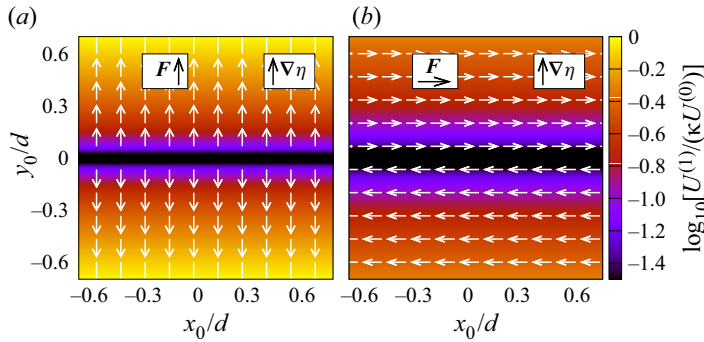 (a) (b)
0.6 F ∇η F ∇η 0
0.3 −0.2
y₀/d 0 −0.4
−0.3 −0.6
−0.6 −0.8
−1.0
−1.2
−1.4
log₁₀[U⁽¹⁾/(κU⁽⁰⁾)]
−0.6 −0.3 0 0.3 0.6 −0.6 −0.3 0 0.3 0.6
x₀/d x₀/d